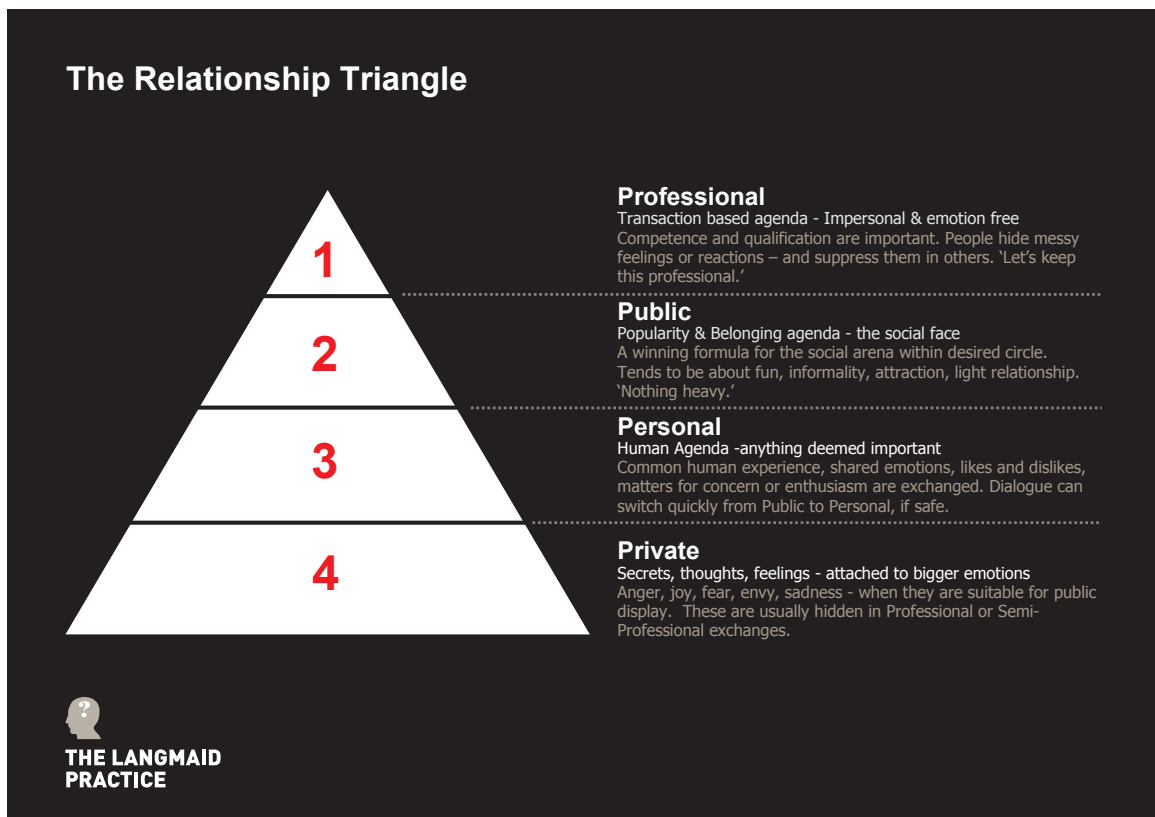 The Relationship Triangle
1
Professional
Transaction based agenda - Impersonal & emotion free
Competence and qualification are important. People hide messy
feelings or reactions – and suppress them in others. ‘Let’s keep
this professional.’
2
Public
Popularity & Belonging agenda - the social face
A winning formula for the social arena within desired circle.
Tends to be about fun, informality, attraction, light relationship.
‘Nothing heavy.’
3
Personal
Human Agenda -anything deemed important
Common human experience, shared emotions, likes and dislikes,
matters for concern or enthusiasm are exchanged. Dialogue can
switch quickly from Public to Personal, if safe.
4
Private
Secrets, thoughts, feelings - attached to bigger emotions
Anger, joy, fear, envy, sadness - when they are suitable for public
display.  These are usually hidden in Professional or Semi-
Professional exchanges.
?
THE LANGMAID
PRACTICE